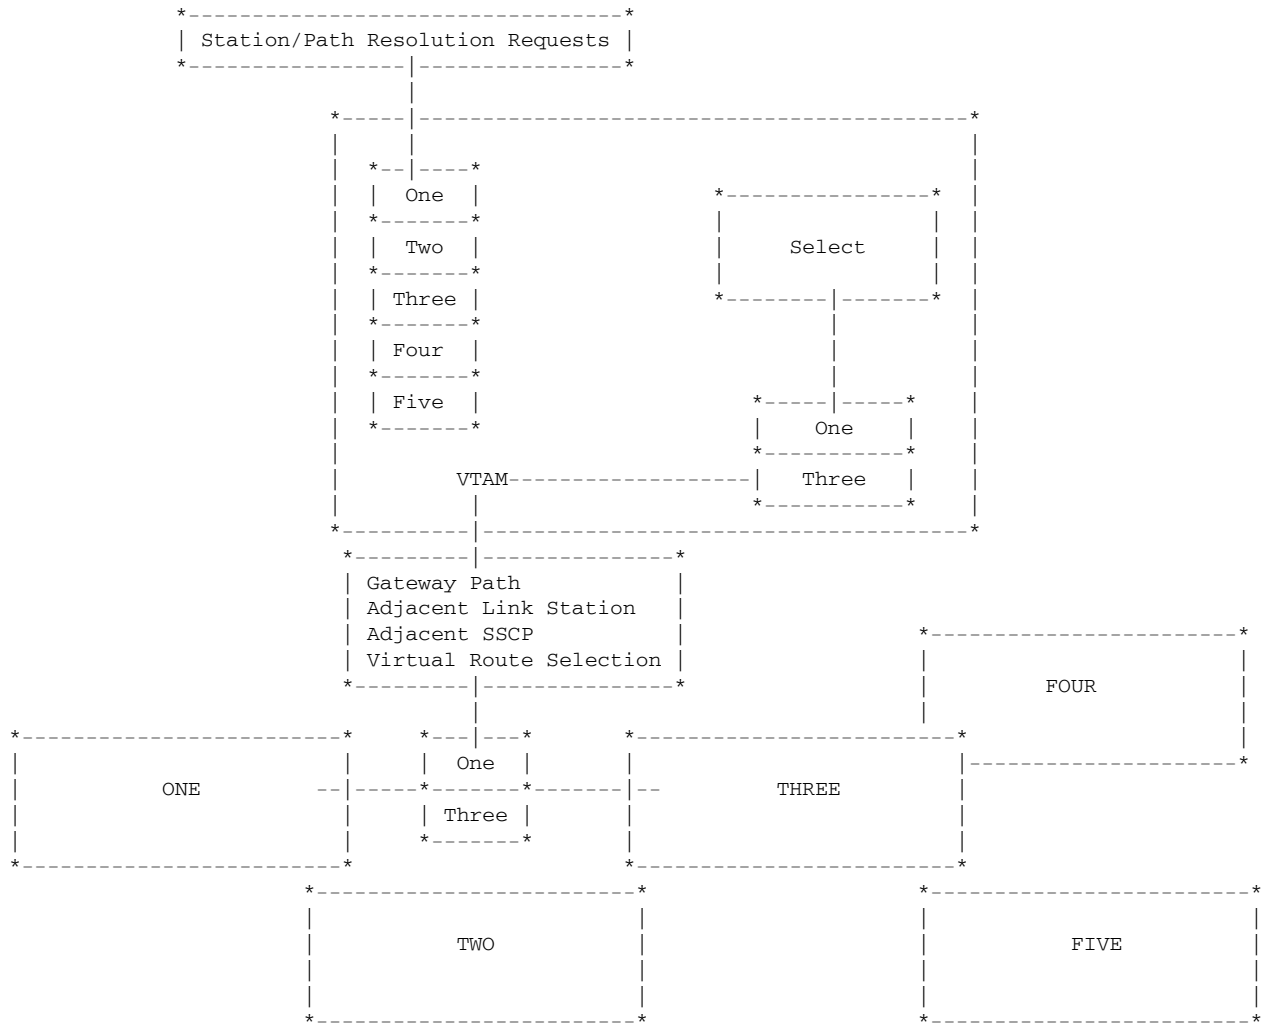 Station/Path Resolution Requests
One
Two
Select
Three
Four
Five
One
VTAM
Three
Gateway Path
Adjacent Link Station
Adjacent SSCP
Virtual Route Selection
FOUR
One
ONE
THREE
Three
TWO
FIVE